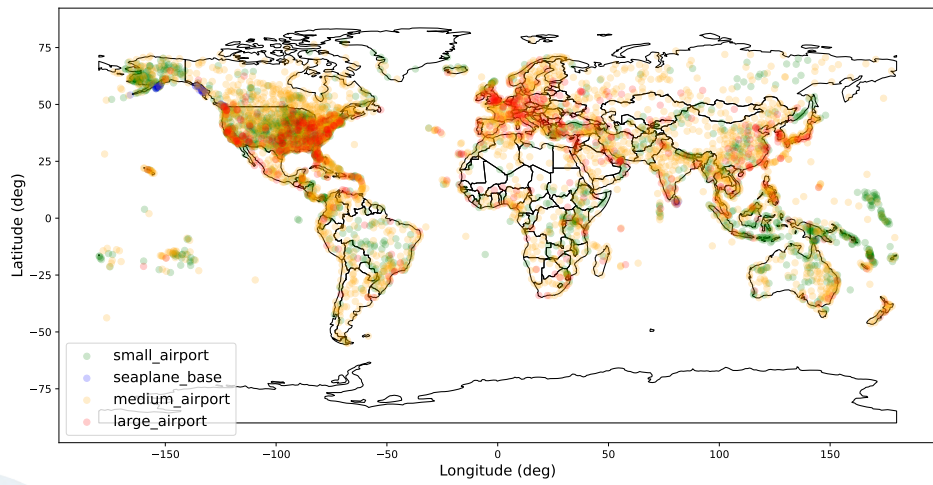 75
50
25
0
−25
−50
−75
Latitude (deg)
small_airport
seaplane_base
medium_airport
large_airport
−150
−100
−50
0
50
100
150
Longitude (deg)